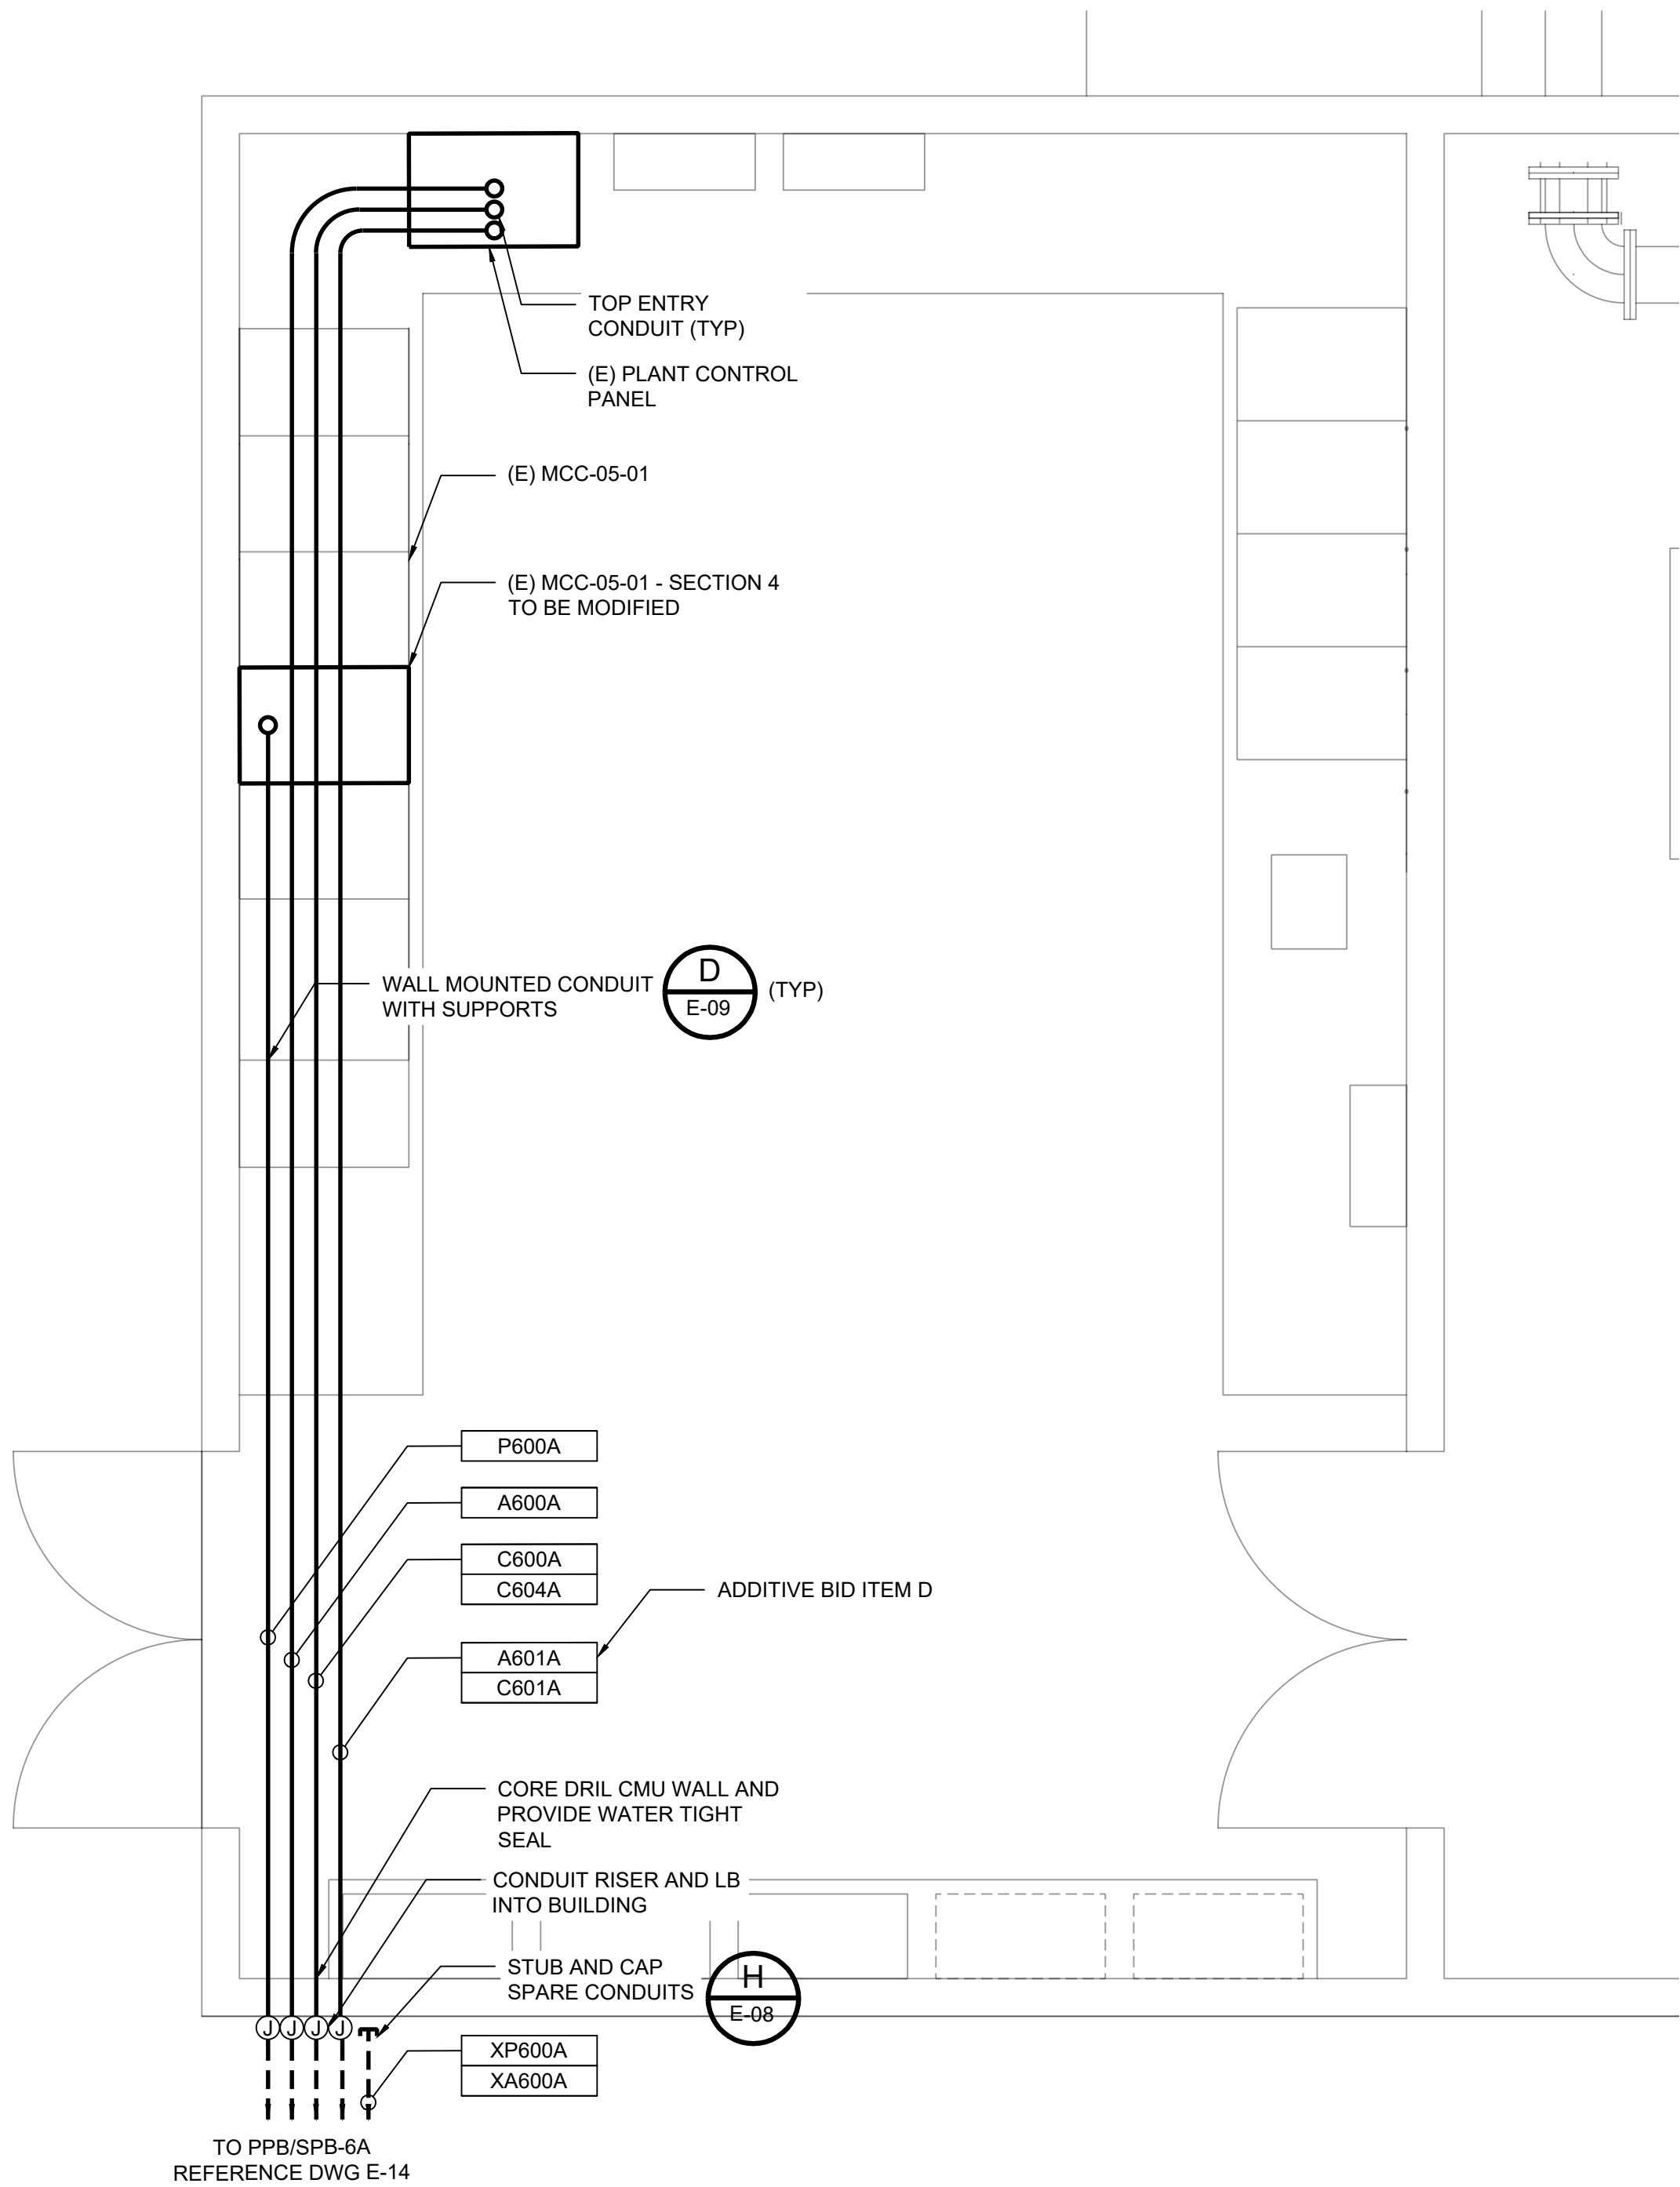 TOP ENTRY
CONDUIT (TYP)
(E) PLANT CONTROL
PANEL
(E) MCC-05-01
(E) MCC-05-01 - SECTION 4
TO BE MODIFIED
WALL MOUNTED CONDUIT
WITH SUPPORTS
D
E-09
(TYP)
P600A
A600A
C600A
C604A
ADDITIVE BID ITEM D
A601A
C601A
CORE DRIL CMU WALL AND
PROVIDE WATER TIGHT
SEAL
CONDUIT RISER AND LB
INTO BUILDING
STUB AND CAP
SPARE CONDUITS
H
E-08
J J J J
XP600A
XA600A
TO PPB/SPB-6A
REFERENCE DWG E-14